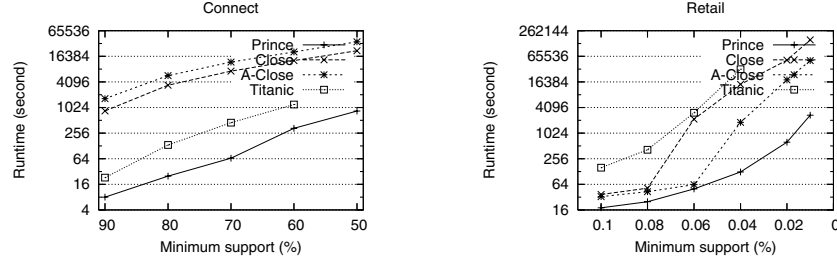 Connect
65536
16384
4096
1024
256
64
16
4
Runtime (second)
Prince
Close
A-Close
Titanic
90 80 70 60 50
Minimum support (%)
Retail
262144
65536
16384
4096
1024
256
64
16
Runtime (second)
Prince
Close
A-Close
Titanic
0.1 0.08 0.06 0.04 0.02 0
Minimum support (%)